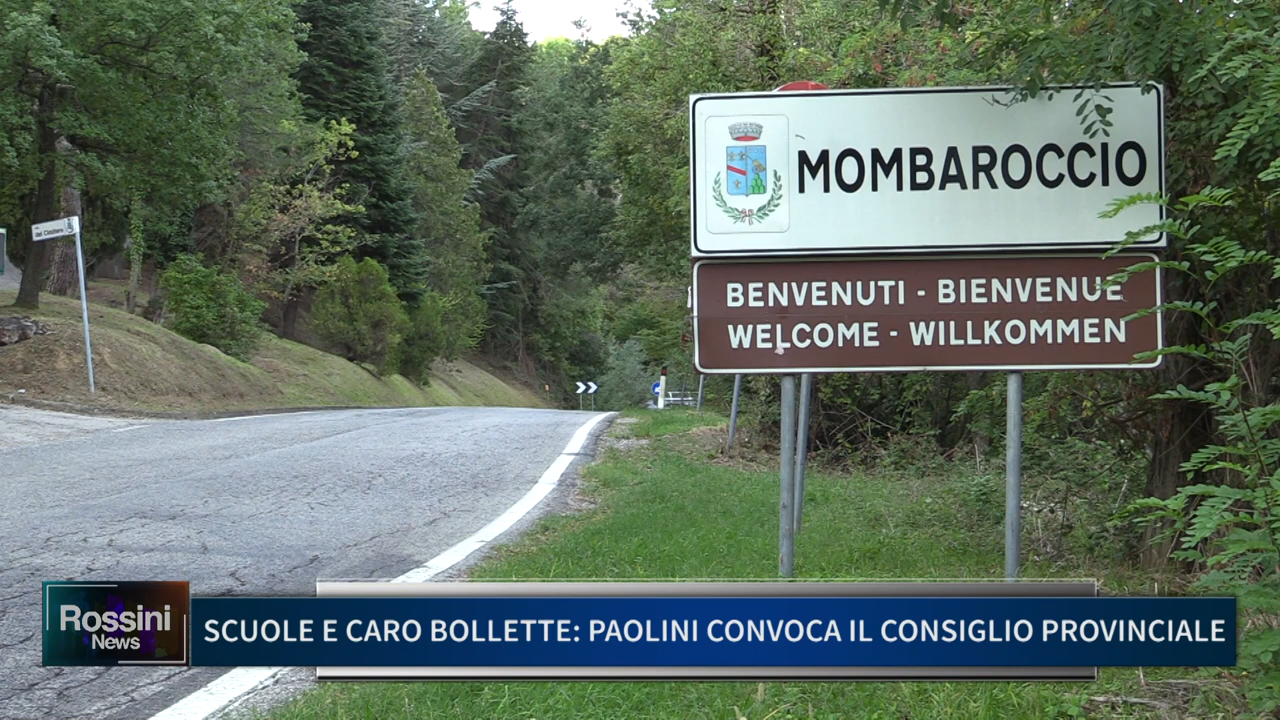 MOMBAROCCIO
BENVENUTI - BIENVENUE
WELCOME - WILLKOMMEN
Rossini
News
SCUOLE E CARO BOLLETTE: PAOLINI CONVOCA IL CONSIGLIO PROVINCIALE